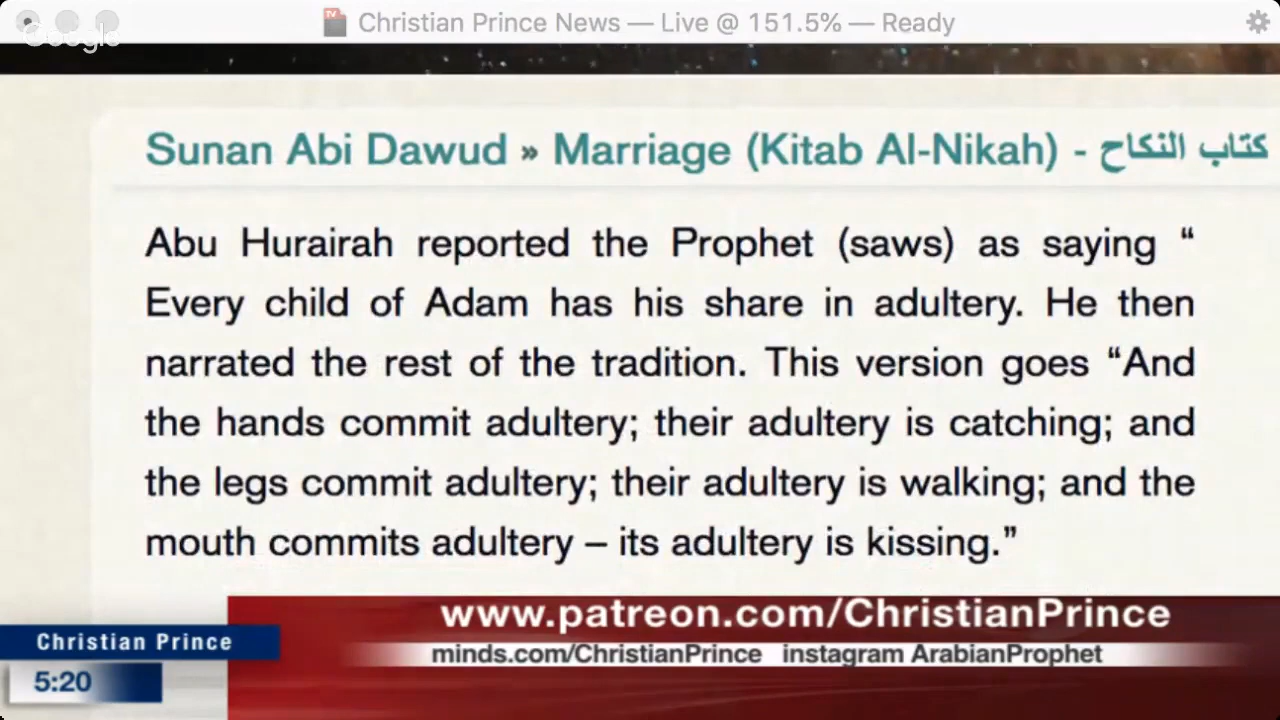 Christian Prince News — Live @ 151.5% — Ready
Google
Sunan Abi Dawud » Marriage (Kitab Al-Nikah) - كتاب النكاح
Abu Hurairah reported the Prophet (saws) as saying “
Every child of Adam has his share in adultery. He then
narrated the rest of the tradition. This version goes “And
the hands commit adultery; their adultery is catching; and
the legs commit adultery; their adultery is walking; and the
mouth commits adultery – its adultery is kissing.”
www.patreon.com/ChristianPrince
Christian Prince
minds.com/ChristianPrince instagram ArabianProphet
5:20